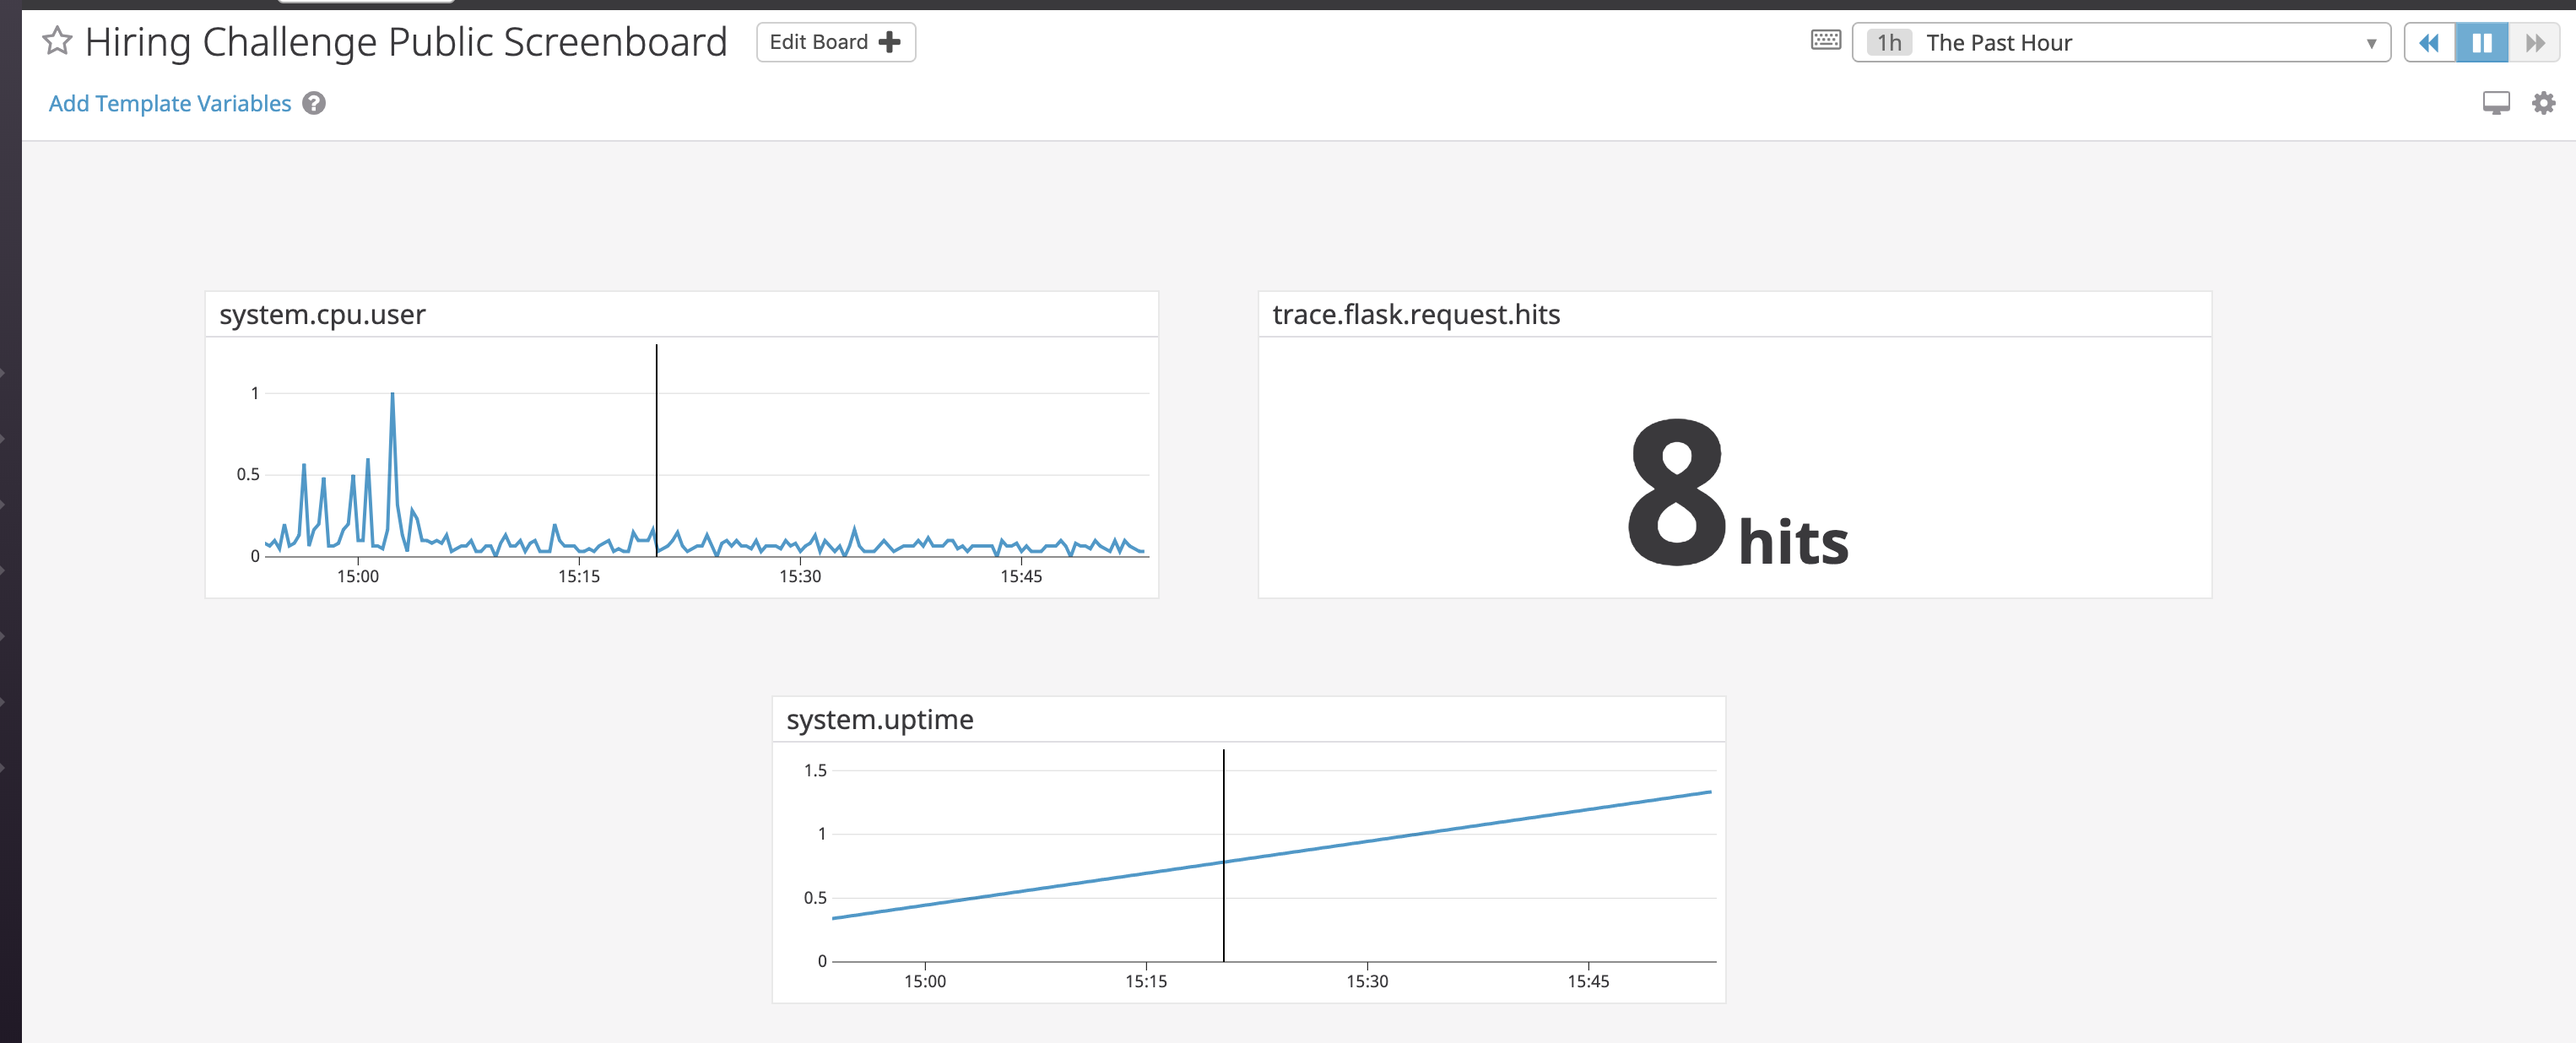 Hiring Challenge Public Screenboard
Edit Board
1h The Past Hour
Add Template Variables ?
system.cpu.user
1
0.5
0
15:00 15:15 15:30 15:45
trace.flask.request.hits
8 hits
system.uptime
1.5
1
0.5
0
15:00 15:15 15:30 15:45